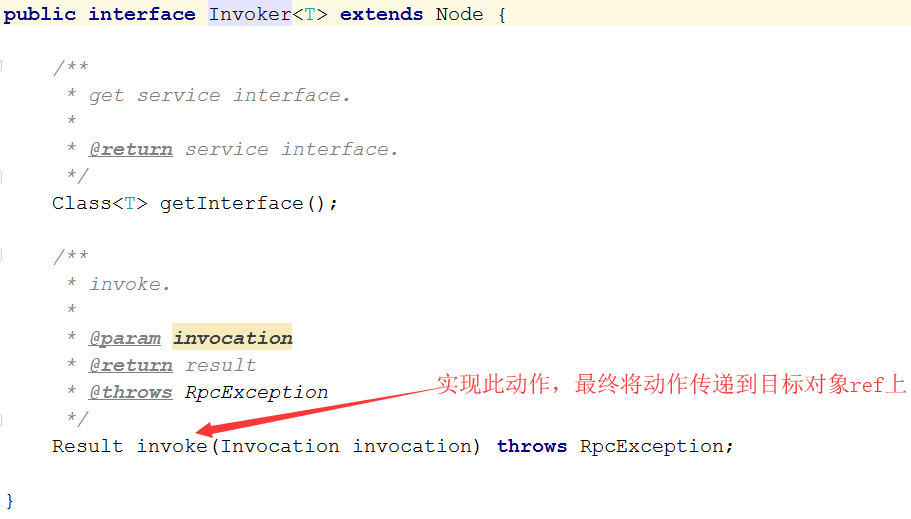 public interface Invoker<T> extends Node {
/**
* get service interface.
*
* @return service interface.
*/
Class<T> getInterface();
/**
* invoke.
*
* @param invocation
* @return result
* @throws RpcException
实现此动作，最终将动作传递到目标对象ref上
*/
Result invoke(Invocation invocation) throws RpcException;
}